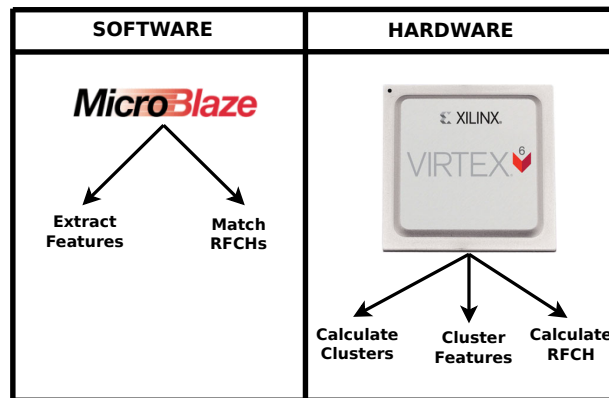 SOFTWARE
HARDWARE
MicroBlaze
Extract
Features
Match
RFCHs
XILINX
VIRTEX 6
Calculate
Clusters
Cluster
Features
Calculate
RFCH